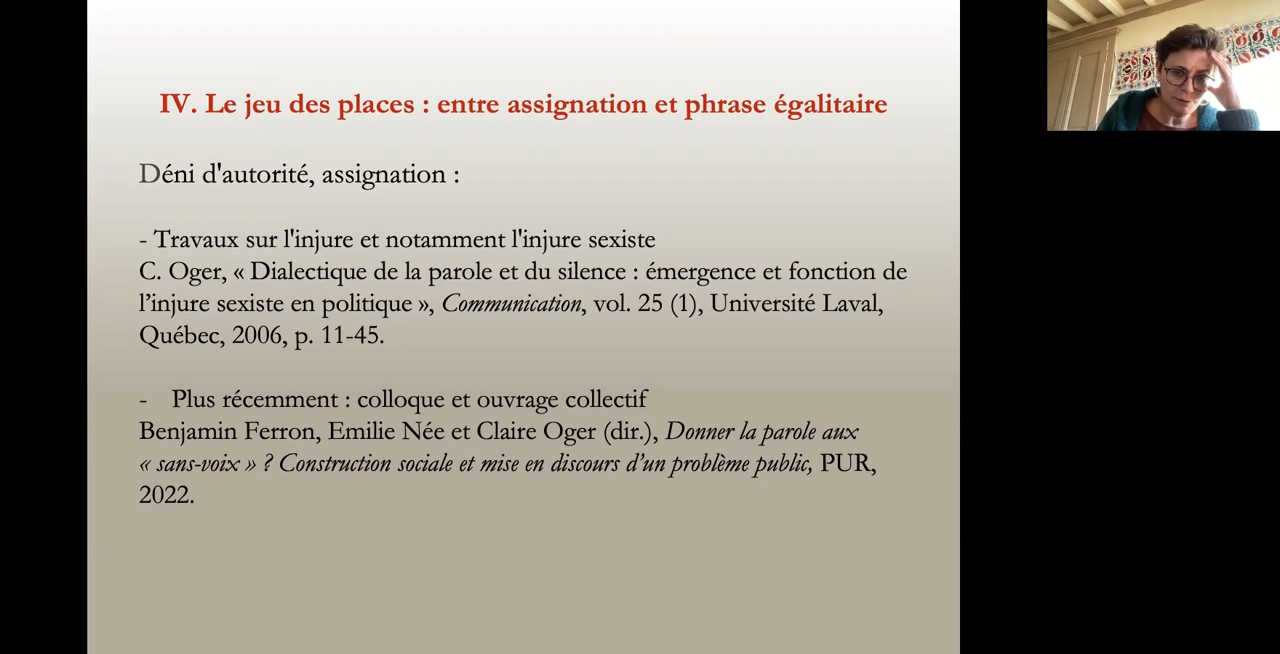 IV. Le jeu des places : entre assignation et phrase égalitaire
Déni d'autorité, assignation :
- Travaux sur l'injure et notamment l'injure sexiste
C. Oger, « Dialectique de la parole et du silence : émergence et fonction de
l’injure sexiste en politique », Communication, vol. 25 (1), Université Laval,
Québec, 2006, p. 11-45.
- Plus récemment : colloque et ouvrage collectif
Benjamin Ferron, Emilie Née et Claire Oger (dir.), Donner la parole aux
« sans-voix » ? Construction sociale et mise en discours d’un problème public, PUR,
2022.